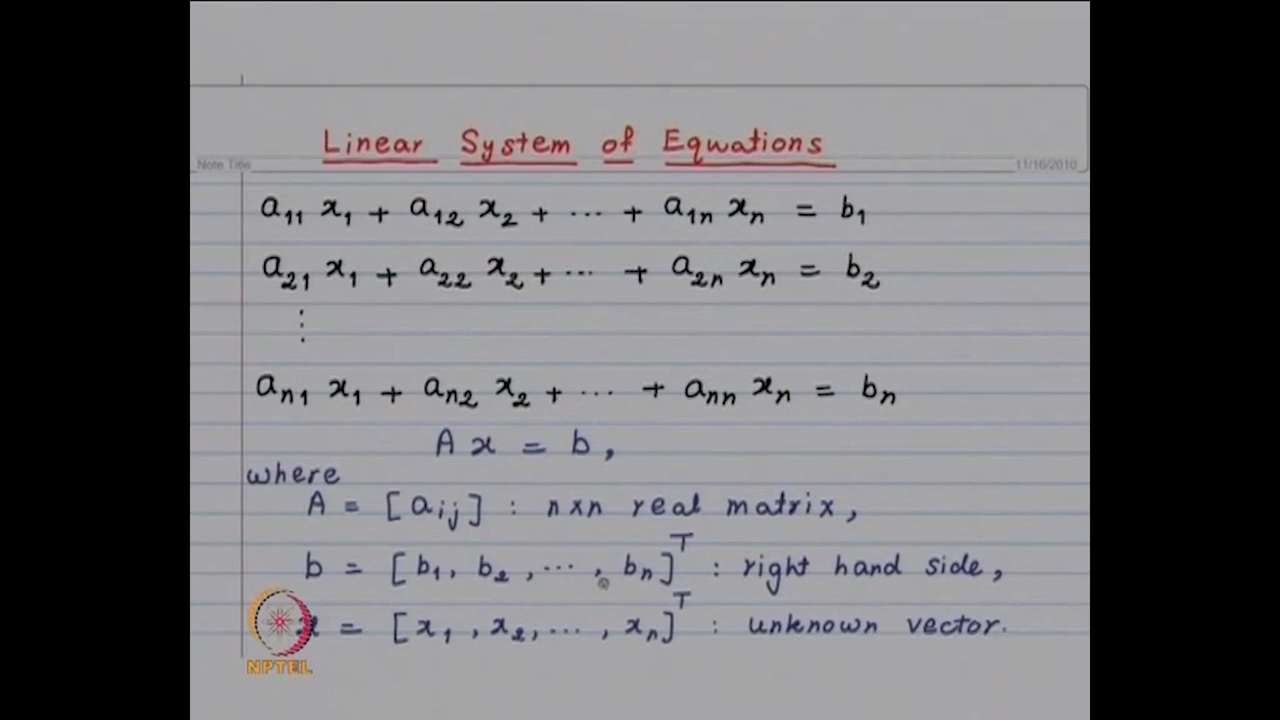 Linear System of Equations
Note Title 11/16/2010
a₁₁ x₁ + a₁₂ x₂ + ... + a₁ₙ xₙ = b₁
a₂₁ x₁ + a₂₂ x₂ + ... + a₂ₙ xₙ = b₂
⋮
aₙ₁ x₁ + aₙ₂ x₂ + ... + aₙₙ xₙ = bₙ
A x = b,
where
A = [aᵢⱼ] : n×n real matrix,
b = [b₁, b₂, ..., bₙ]ᵀ : right hand side,
x = [x₁, x₂, ..., xₙ]ᵀ : unknown vector.
NPTEL